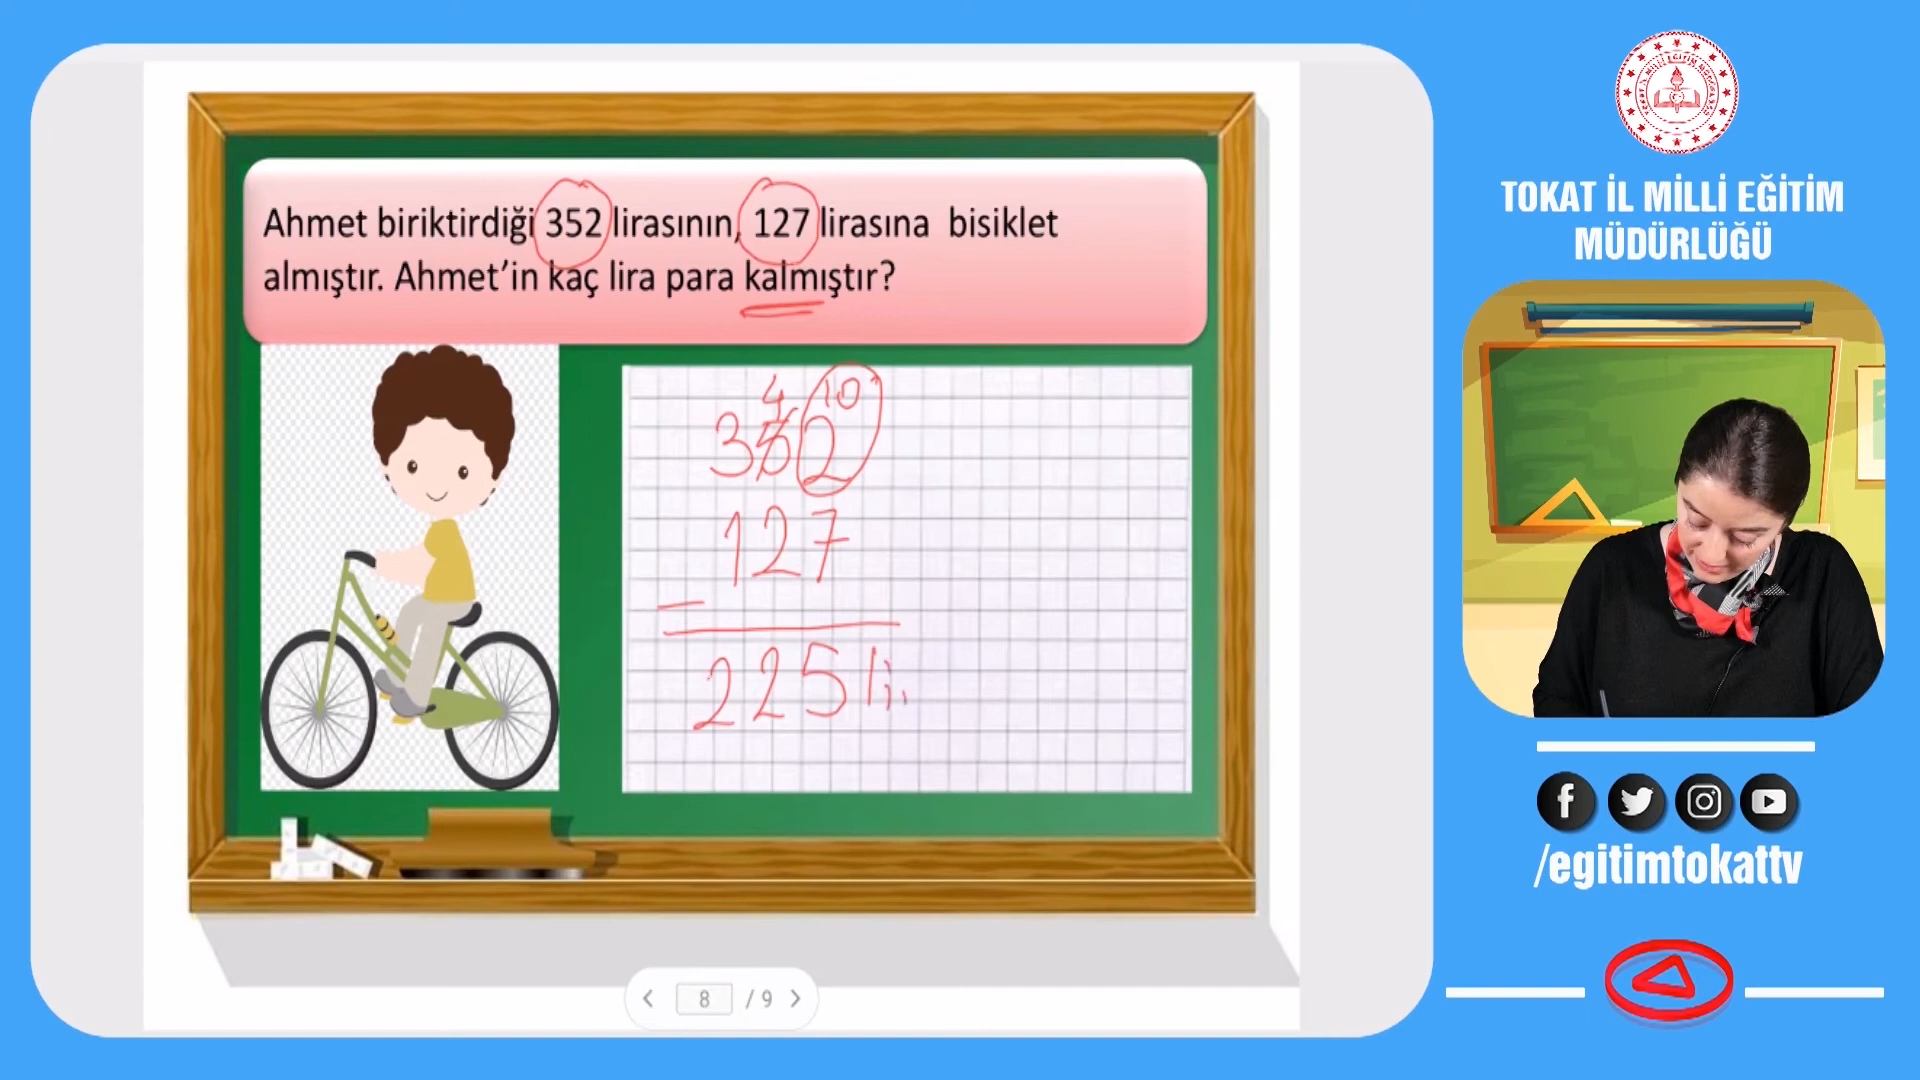 Ahmet biriktirdiği 352 lirasının, 127 lirasına bisiklet
almıştır. Ahmet’in kaç lira para kalmıştır?
4 10
352
127
–
225 li
8 / 9
TOKAT İL MİLLİ EĞİTİM
MÜDÜRLÜĞÜ
/egitimtokattv